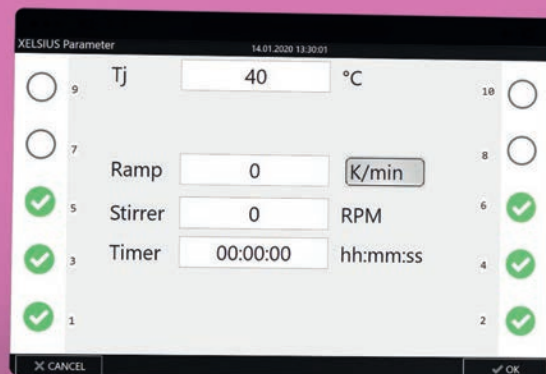 XELSIUS Parameter 14.01.2020 13:30:01
9 Tj 40 °C 10
7 8
Ramp 0 K/min
5 Stirrer 0 RPM 6
3 Timer 00:00:00 hh:mm:ss 4
1 2
X CANCEL ✓ OK